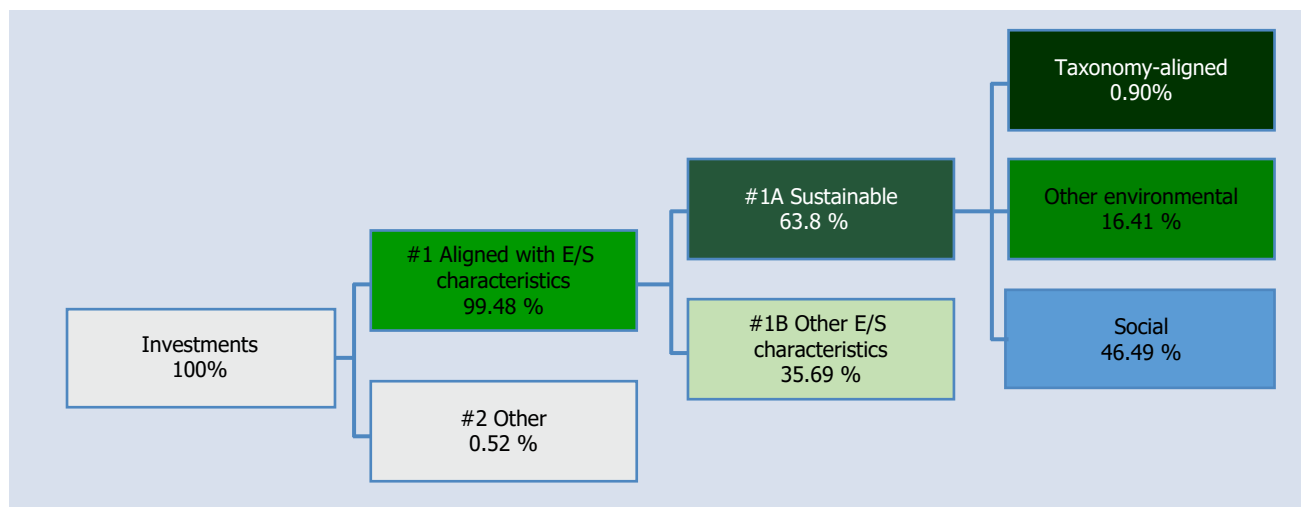 Investments
100%
#1 Aligned with E/S
characteristics
99.48 %
#2 Other
0.52 %
#1A Sustainable
63.8 %
#1B Other E/S
characteristics
35.69 %
Taxonomy-aligned
0.90%
Other environmental
16.41 %
Social
46.49 %